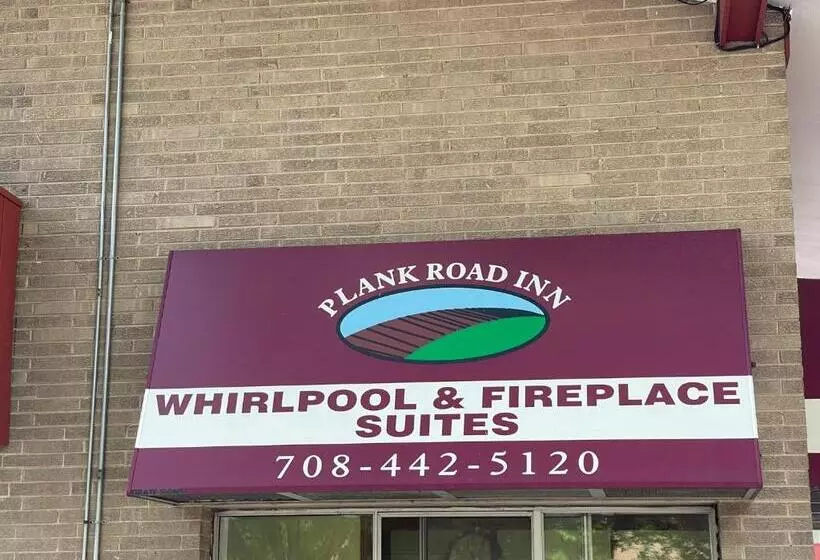 PLANK ROAD INN
WHIRLPOOL & FIREPLACE
SUITES
708-442-5120